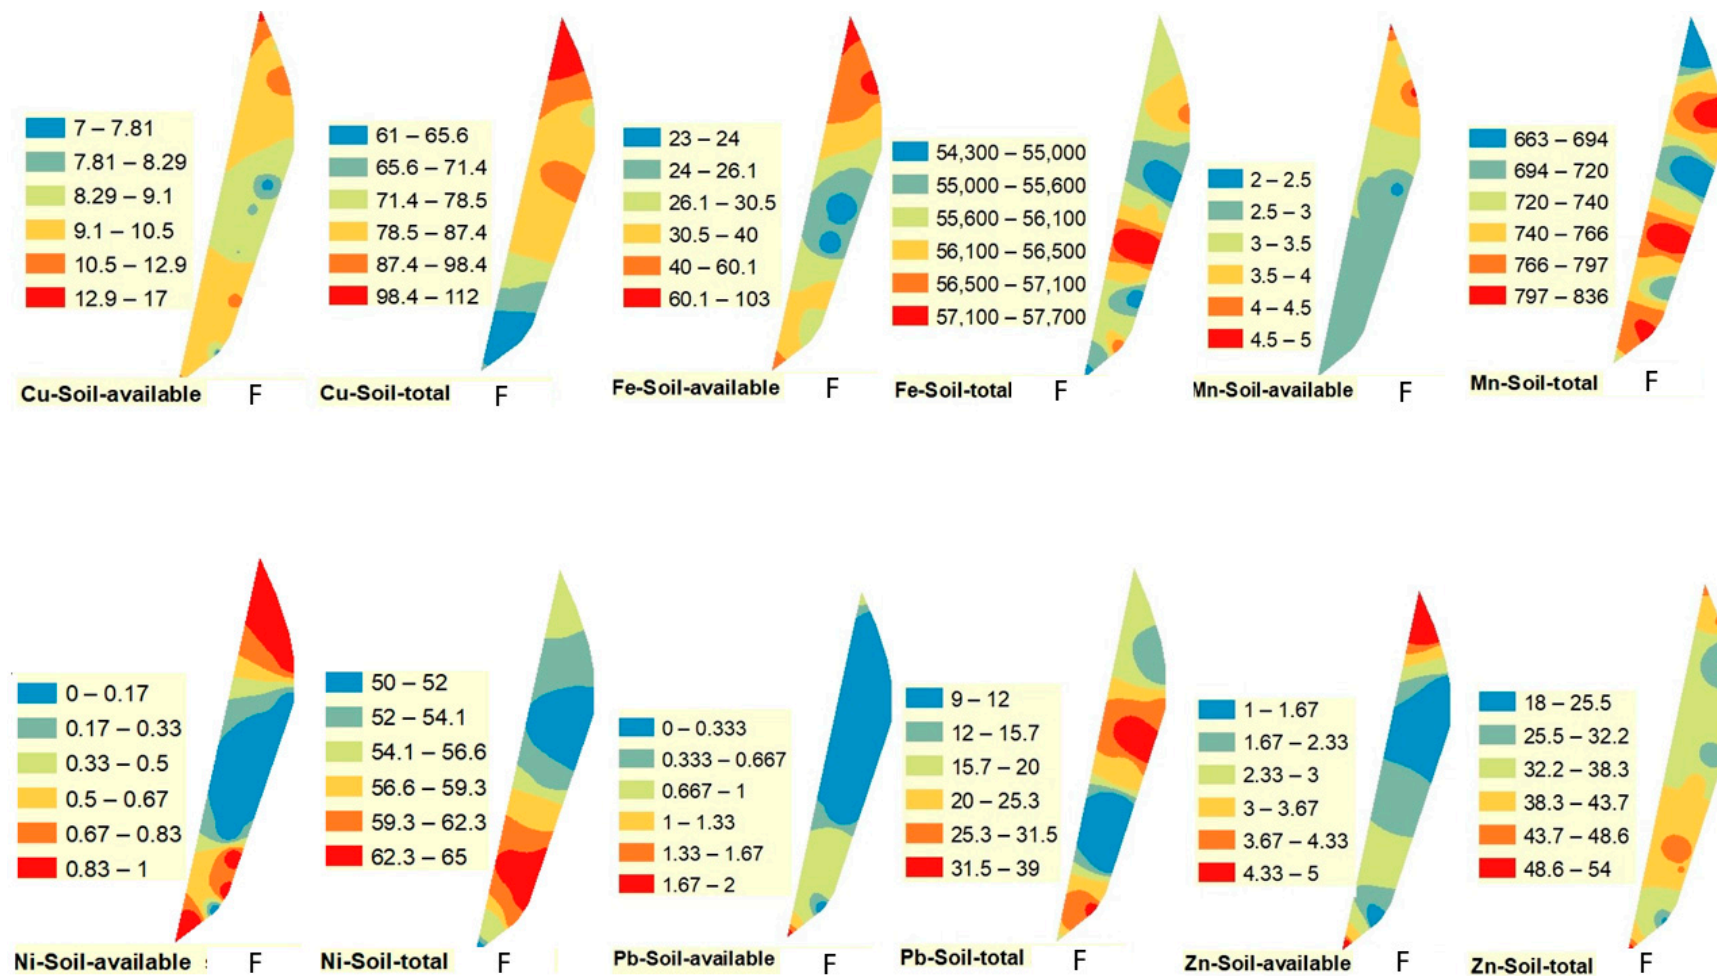 7 – 7.81
7.81 – 8.29
8.29 – 9.1
9.1 – 10.5
10.5 – 12.9
12.9 – 17
Cu-Soil-available F
61 – 65.6
65.6 – 71.4
71.4 – 78.5
78.5 – 87.4
87.4 – 98.4
98.4 – 112
Cu-Soil-total F
23 – 24
24 – 26.1
26.1 – 30.5
30.5 – 40
40 – 60.1
60.1 – 103
Fe-Soil-available F
54,300 – 55,000
55,000 – 55,600
55,600 – 56,100
56,100 – 56,500
56,500 – 57,100
57,100 – 57,700
Fe-Soil-total F
2 – 2.5
2.5 – 3
3 – 3.5
3.5 – 4
4 – 4.5
4.5 – 5
Mn-Soil-available F
663 – 694
694 – 720
720 – 740
740 – 766
766 – 797
797 – 836
Mn-Soil-total F
0 – 0.17
0.17 – 0.33
0.33 – 0.5
0.5 – 0.67
0.67 – 0.83
0.83 – 1
Ni-Soil-available F
50 – 52
52 – 54.1
54.1 – 56.6
56.6 – 59.3
59.3 – 62.3
62.3 – 65
Ni-Soil-total F
0 – 0.333
0.333 – 0.667
0.667 – 1
1 – 1.33
1.33 – 1.67
1.67 – 2
Pb-Soil-available F
9 – 12
12 – 15.7
15.7 – 20
20 – 25.3
25.3 – 31.5
31.5 – 39
Pb-Soil-total F
1 – 1.67
1.67 – 2.33
2.33 – 3
3 – 3.67
3.67 – 4.33
4.33 – 5
Zn-Soil-available F
18 – 25.5
25.5 – 32.2
32.2 – 38.3
38.3 – 43.7
43.7 – 48.6
48.6 – 54
Zn-Soil-total F